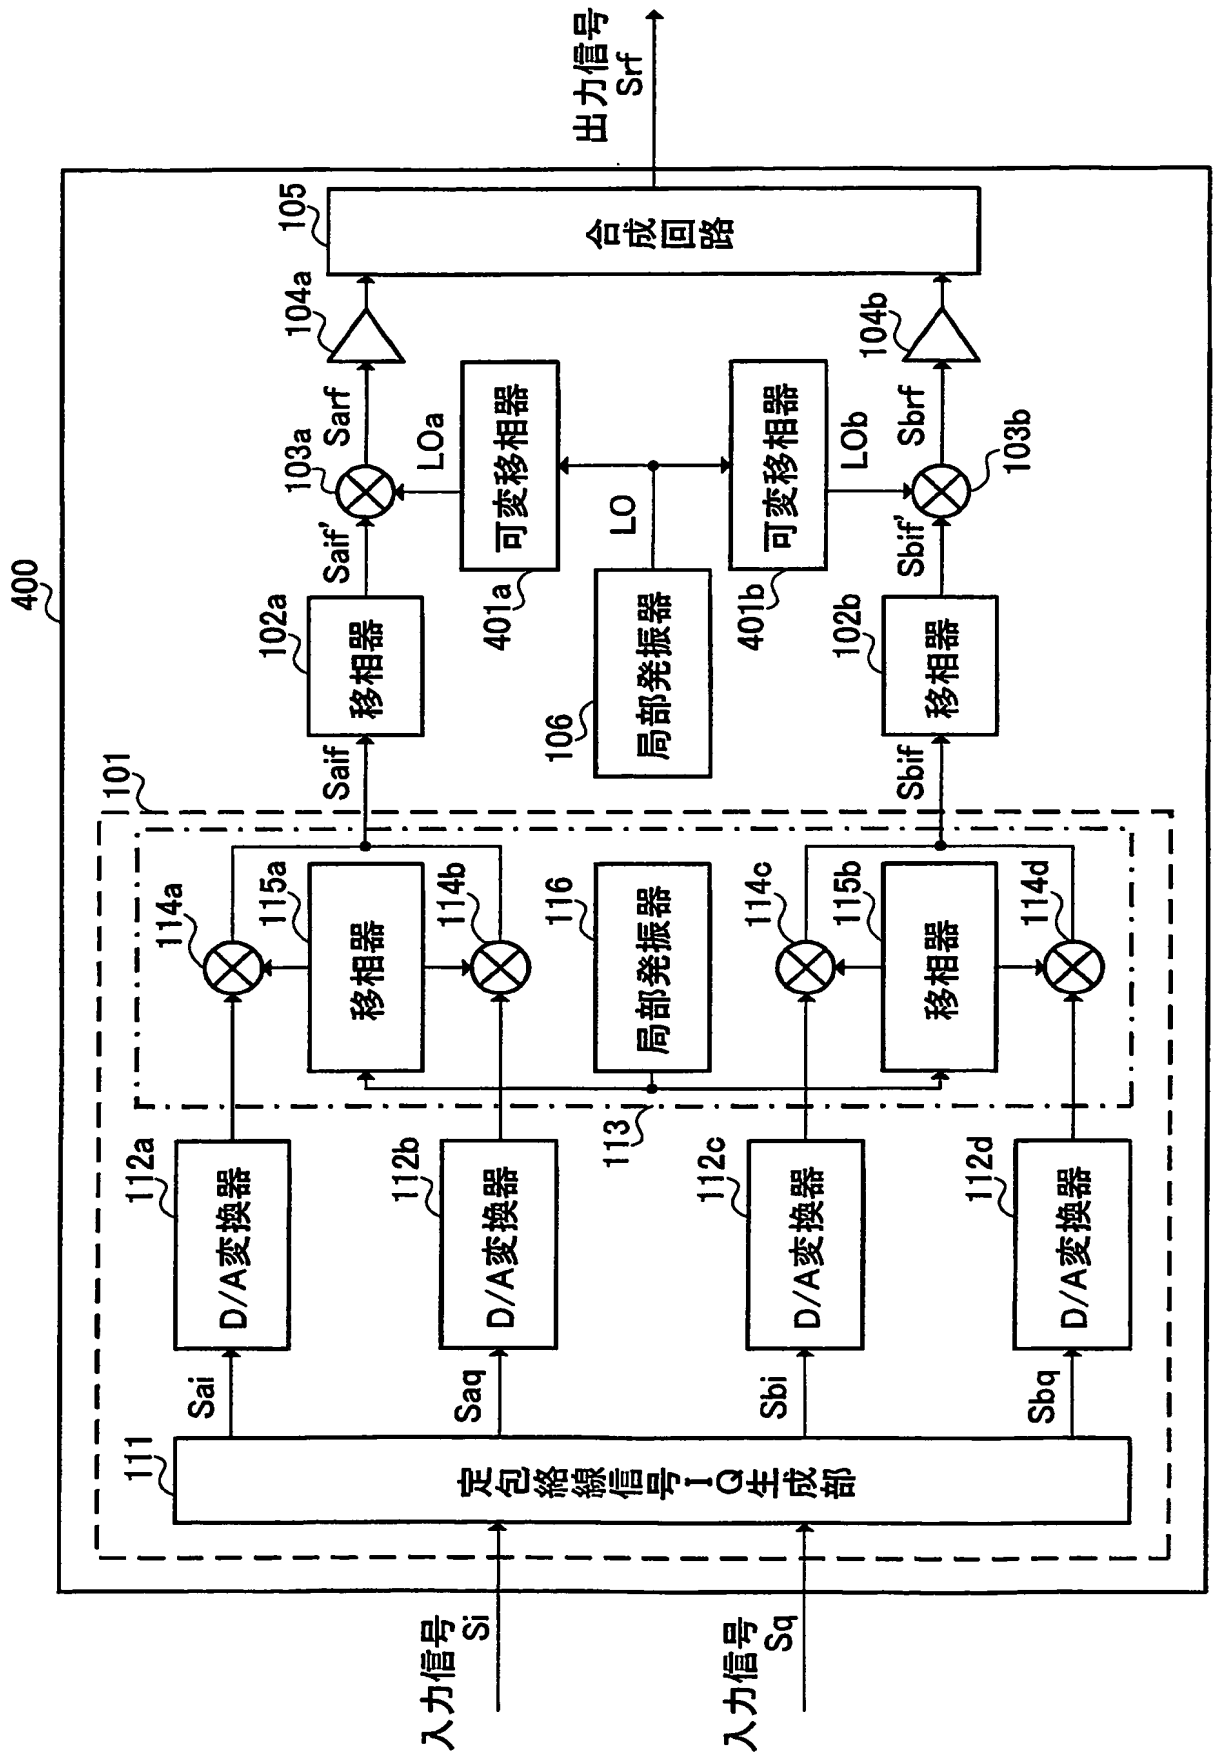 400
101
入力信号
Si
入力信号
Sq
111
定包絡線信号IQ生成部
Sai
Saq
Sbi
Sbq
112a
D/A変換器
112b
D/A変換器
112c
D/A変換器
112d
D/A変換器
113
114a
115a
移相器
114b
116
局部発振器
114c
115b
移相器
114d
Saif
Sbif
102a
移相器
102b
移相器
106
局部発振器
LO
Saif'
Sbif'
401a
可変移相器
401b
可変移相器
LOa
LOb
103a
103b
Sarf
Sbrf
104a
104b
105
合成回路
出力信号
Srf